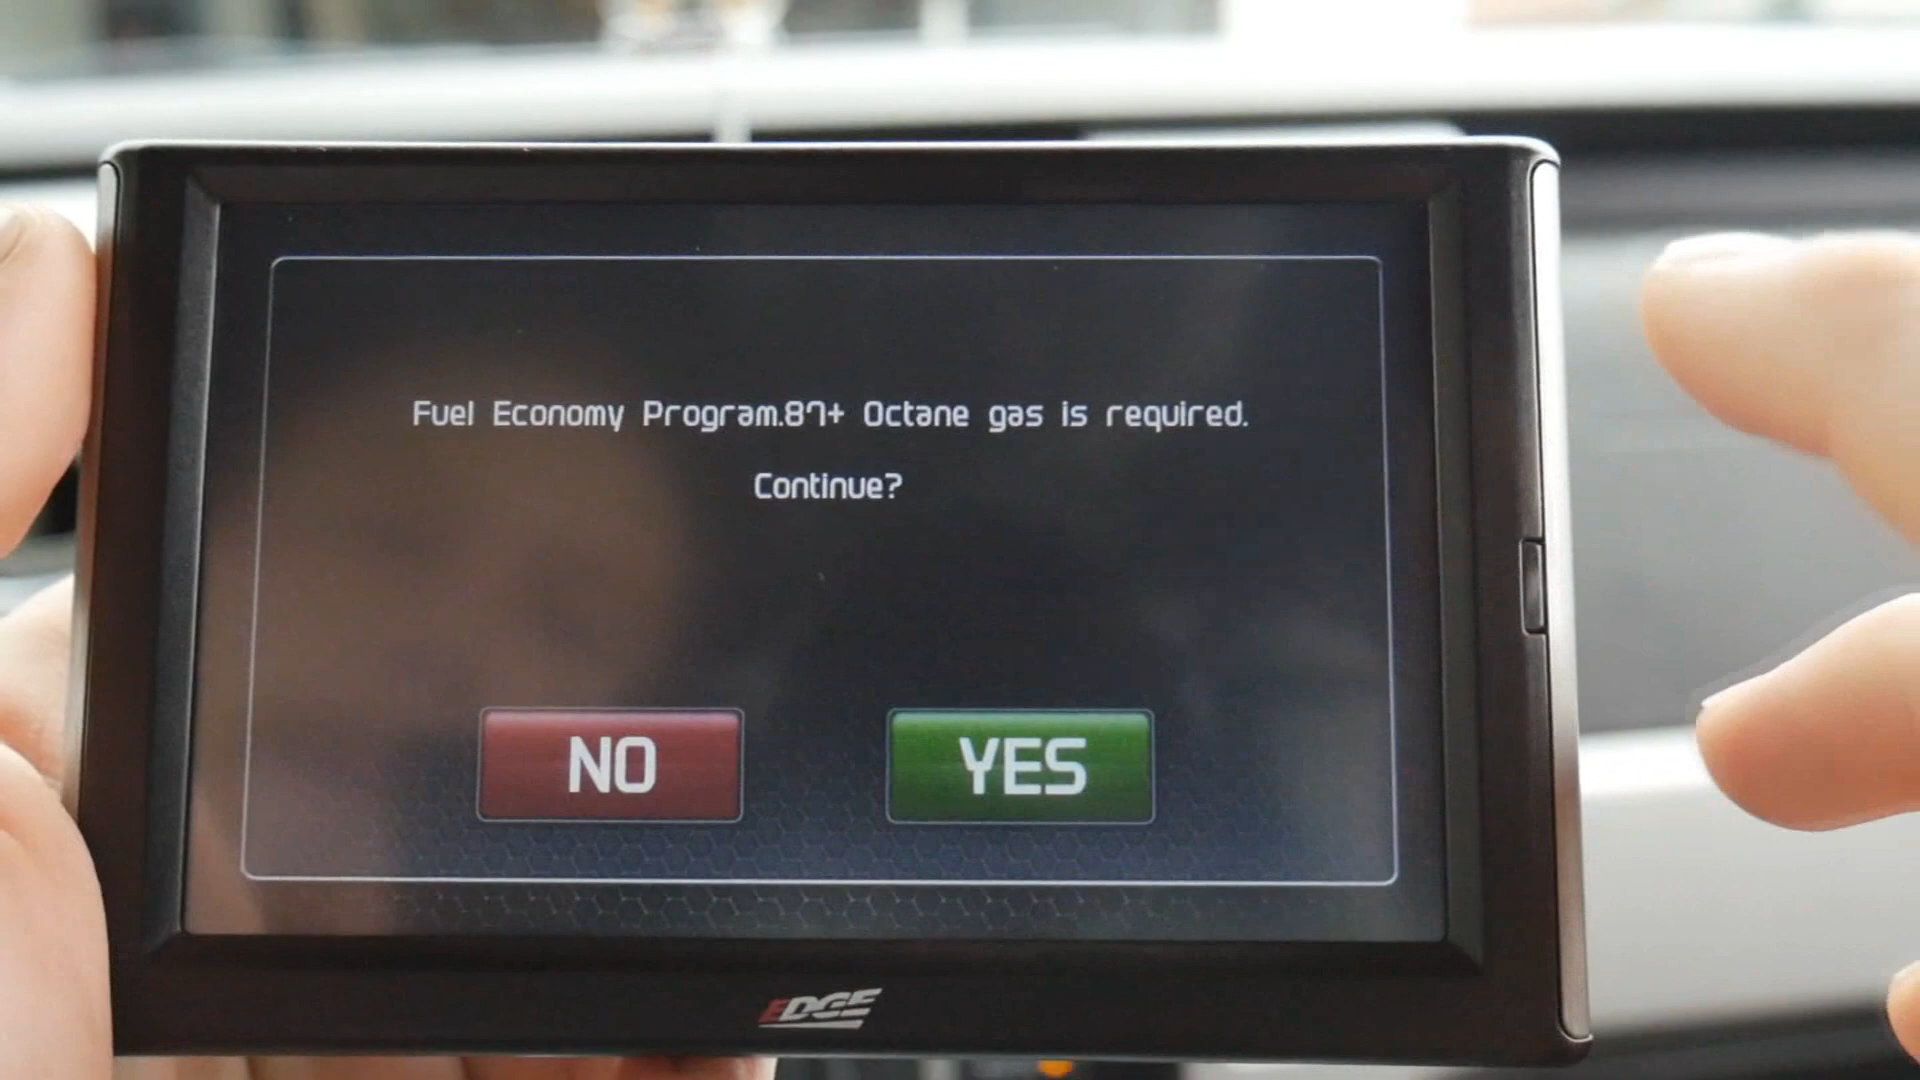 Fuel Economy Program.87+ Octane gas is required.
Continue?
NO YES
EDGE